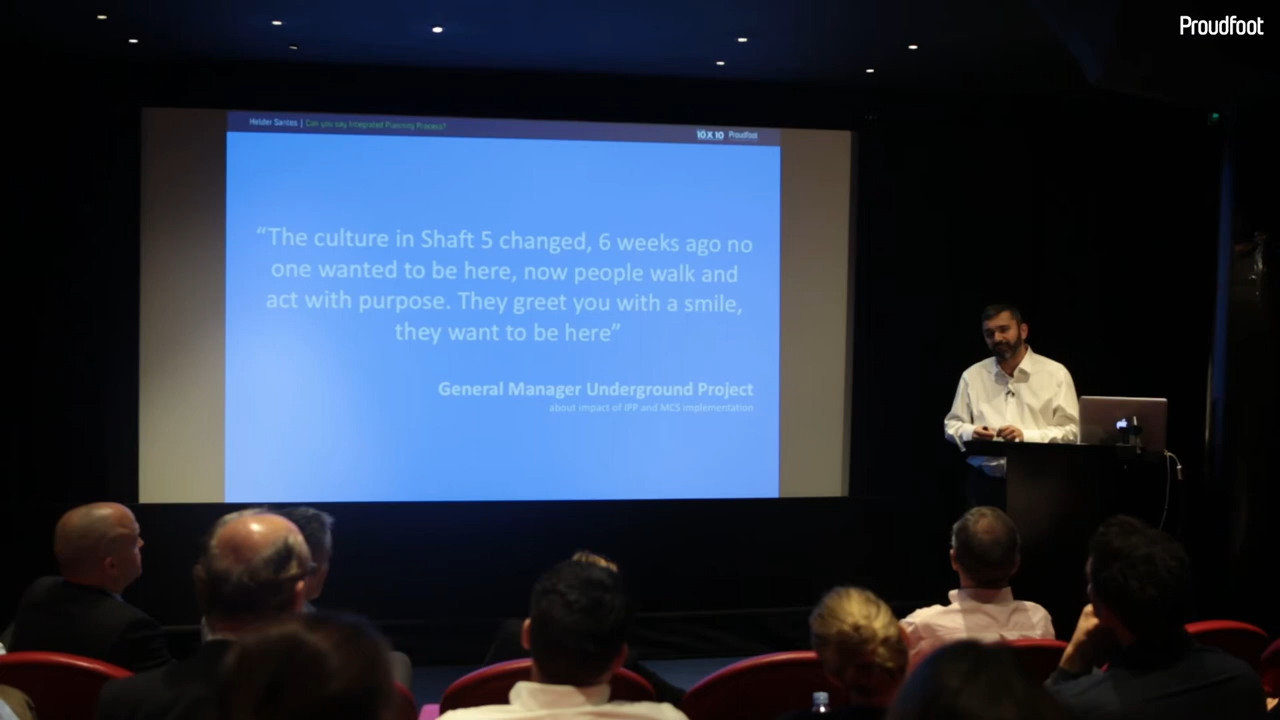 Proudfoot
Helder Santos | Can you say Integrated Planning Process?
10 X 10 Proudfoot
“The culture in Shaft 5 changed, 6 weeks ago no
one wanted to be here, now people walk and
act with purpose. They greet you with a smile,
they want to be here”
General Manager Underground Project
about impact of IPP and MCS implementation